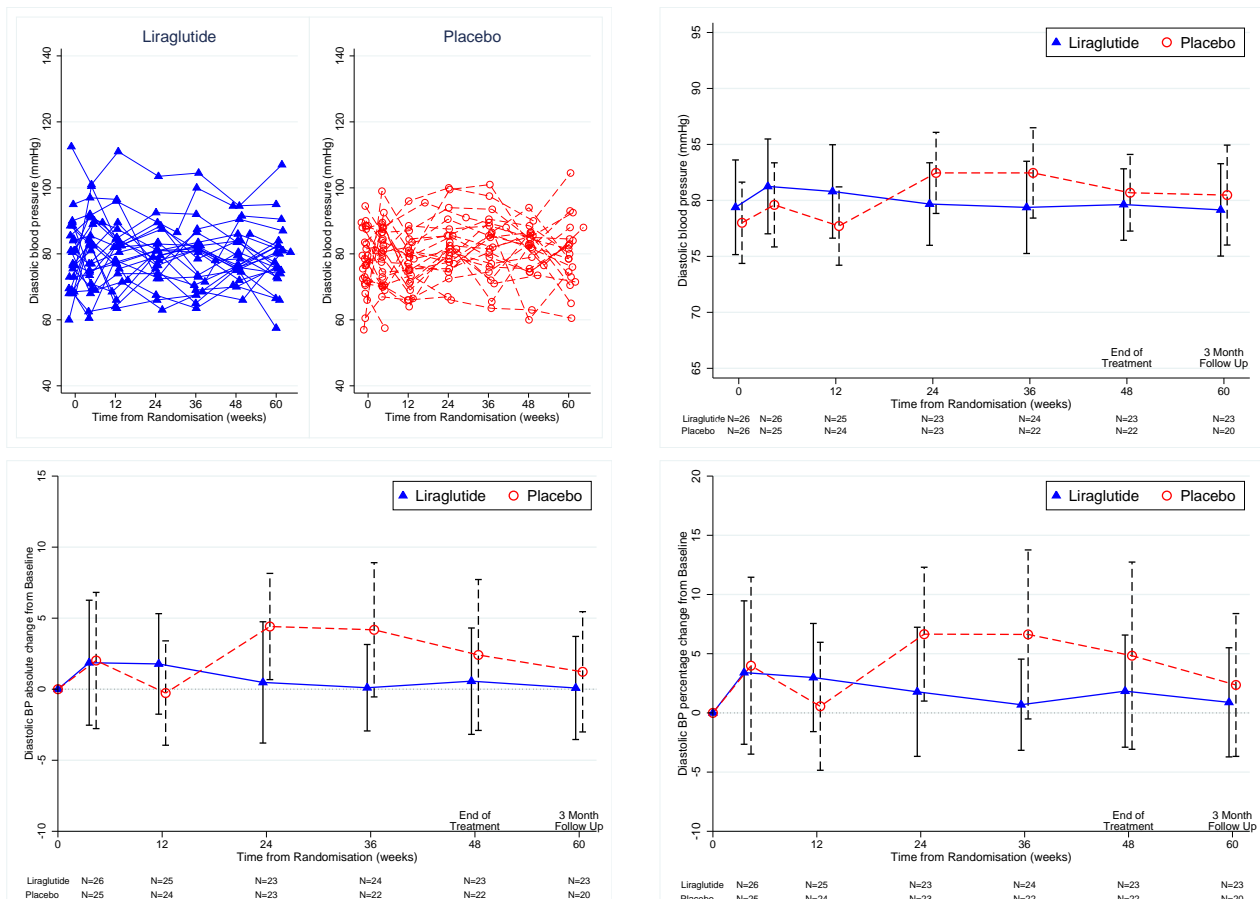 Liraglutide
Placebo
Diastolic blood pressure (mmHg)
140
120
100
80
60
40
140
120
100
80
60
40
Diastolic blood pressure (mmHg)
0 12 24 36 48 60
0 12 24 36 48 60
Time from Randomisation (weeks)
Time from Randomisation (weeks)
Liraglutide Placebo
Diastolic blood pressure (mmHg)
95
90
85
80
75
70
65
End of
Treatment
3 Month
Follow Up
0 12 24 36 48 60
Time from Randomisation (weeks)
Liraglutide N=26 N=26 N=25 N=23 N=24 N=23 N=23
Placebo N=26 N=25 N=24 N=23 N=22 N=22 N=20
Liraglutide Placebo
Diastolic BP absolute change from Baseline
15
10
5
0
-5
-10
End of
Treatment
3 Month
Follow Up
0 12 24 36 48 60
Time from Randomisation (weeks)
Liraglutide N=26 N=25 N=23 N=24 N=23 N=23
Placebo N=25 N=24 N=23 N=22 N=22 N=20
Liraglutide Placebo
Diastolic BP percentage change from Baseline
20
15
10
5
0
-5
-10
End of
Treatment
3 Month
Follow Up
0 12 24 36 48 60
Time from Randomisation (weeks)
Liraglutide N=26 N=25 N=23 N=24 N=23 N=23
Placebo N=25 N=24 N=23 N=22 N=22 N=20